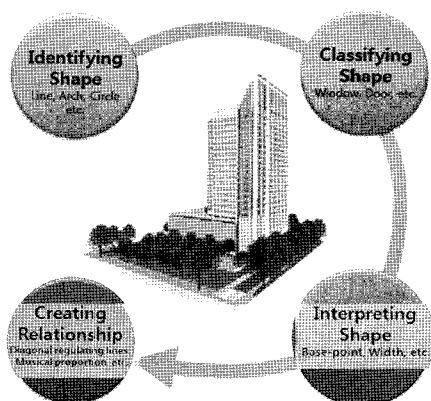 Identifying
Shape
Line, Arch, Circle
etc.
Classifying
Shape
Window, Door, etc.
Interpreting
Shape
Base-point, Width, etc.
Creating
Relationship
Diagonal regulating lines
Musical proportion, etc.